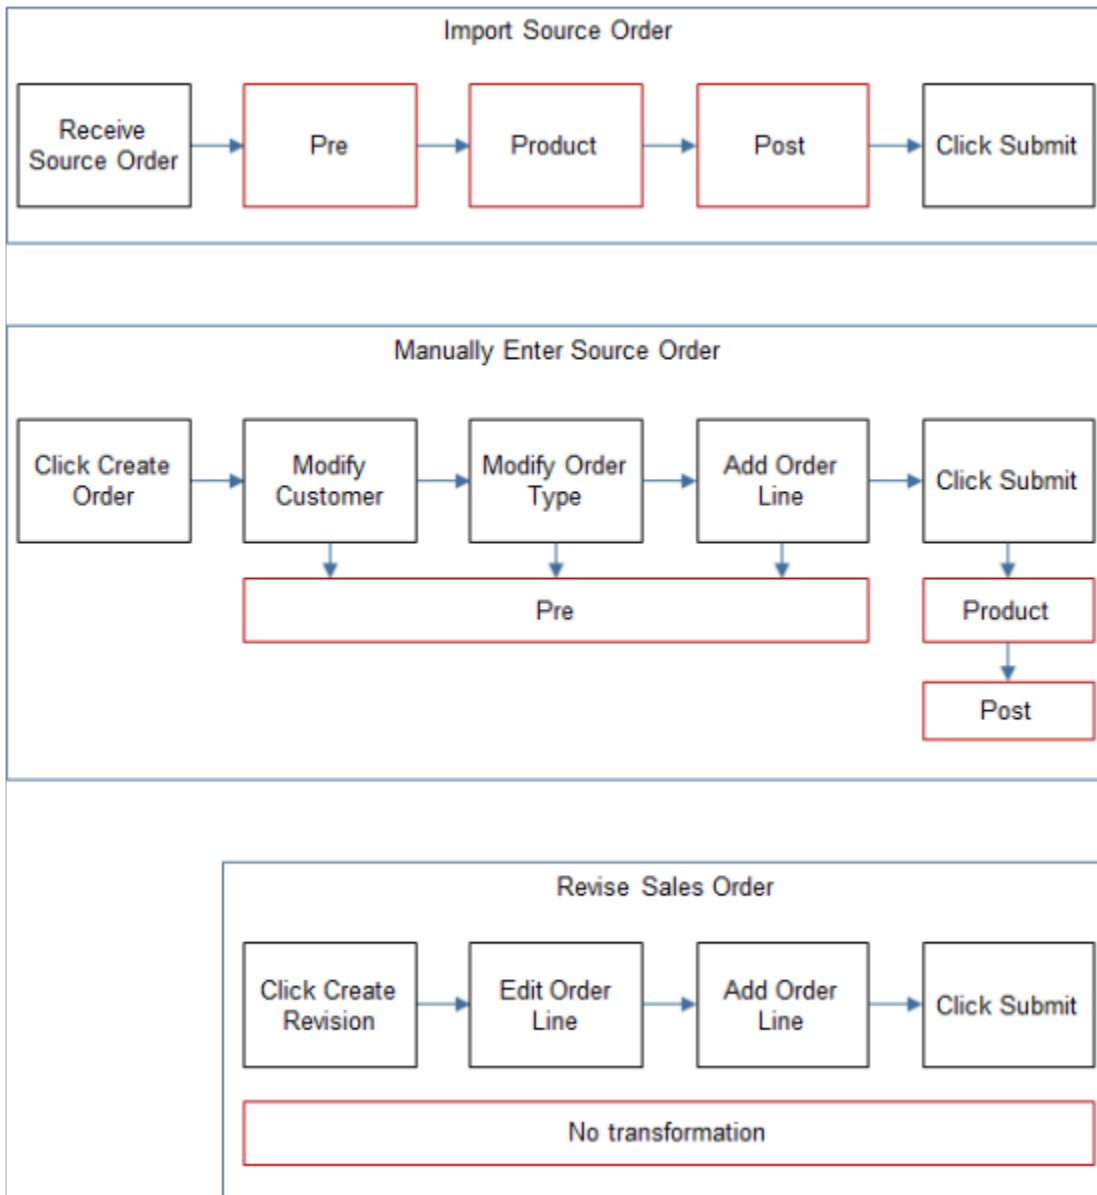 Import Source Order
Receive
Source Order
Pre
Product
Post
Click Submit
Manually Enter Source Order
Click Create
Order
Modify
Customer
Modify Order
Type
Add Order
Line
Click Submit
Pre
Product
Post
Revise Sales Order
Click Create
Revision
Edit Order
Line
Add Order
Line
Click Submit
No transformation